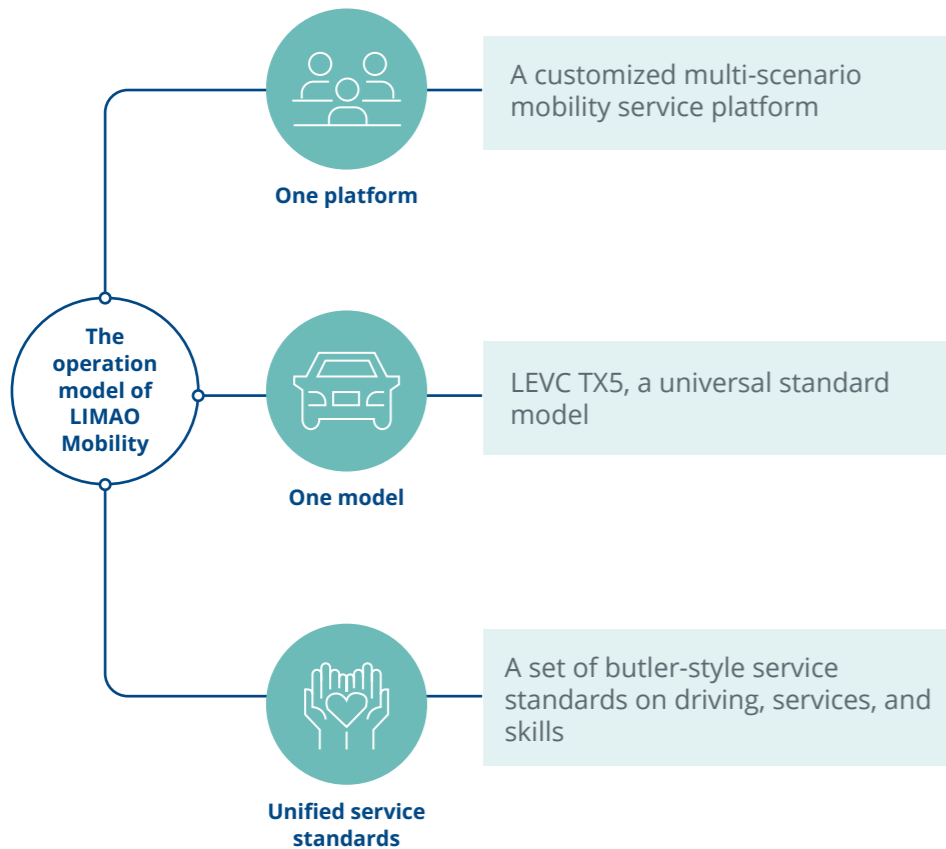 The
operation
model of
LIMAO
Mobility
One platform
A customized multi-scenario
mobility service platform
One model
LEVC TX5, a universal standard
model
Unified service
standards
A set of butler-style service
standards on driving, services, and
skills